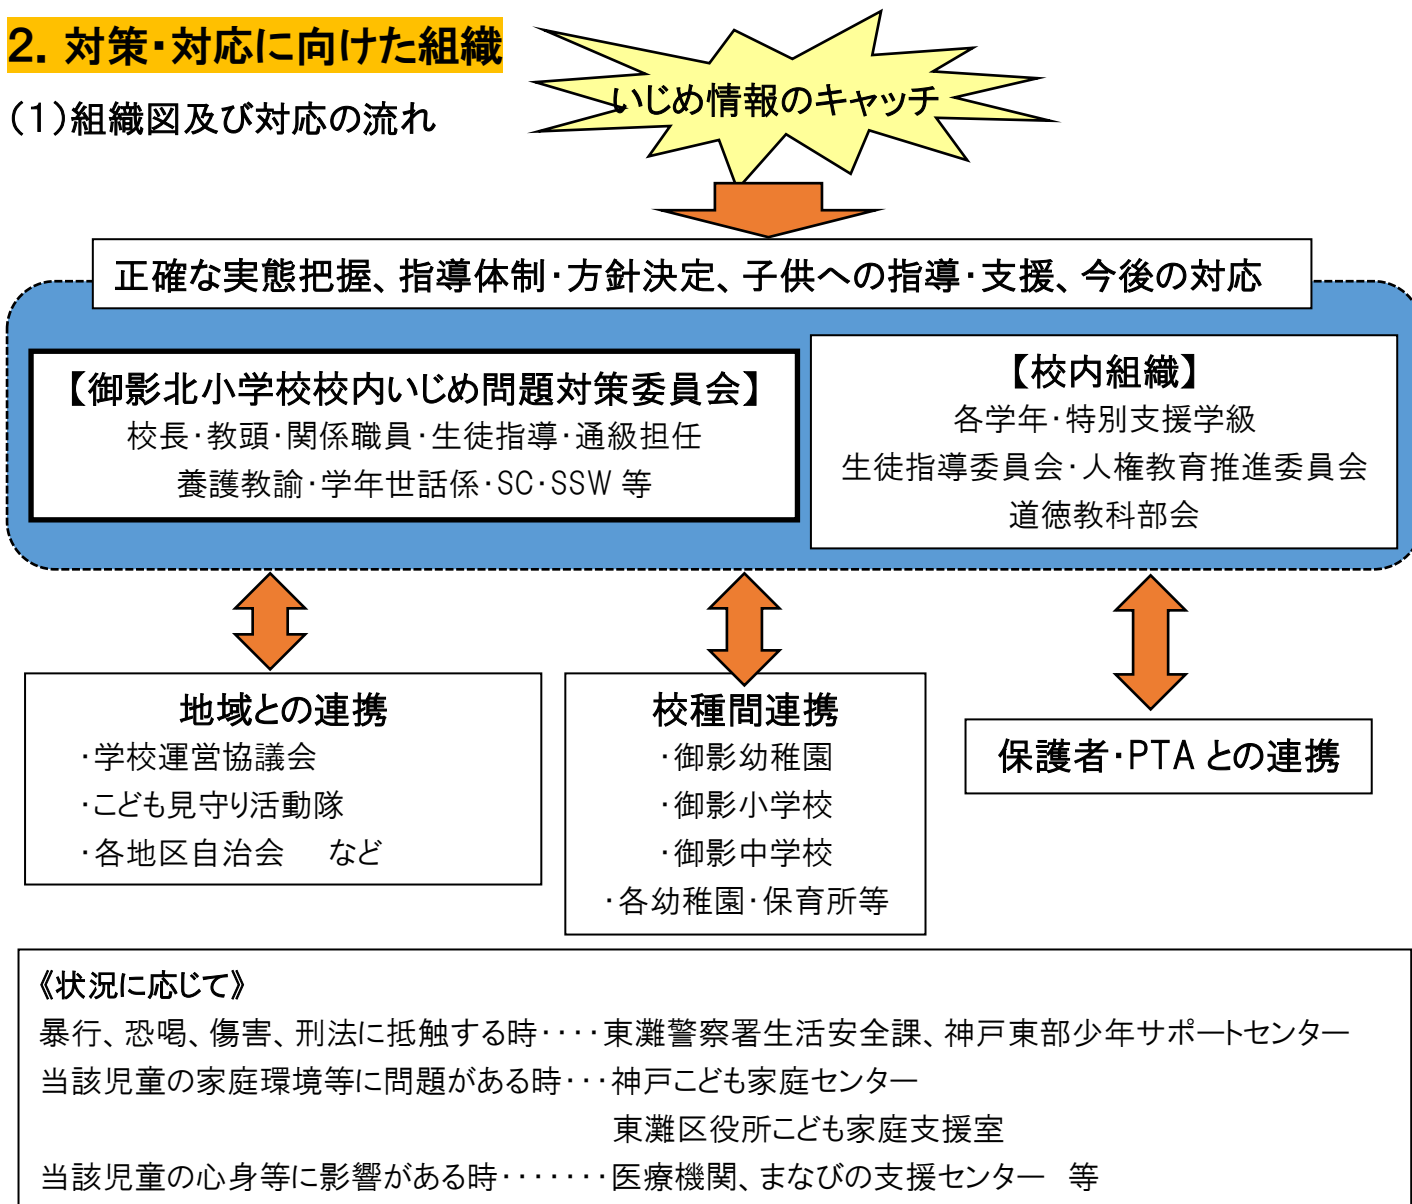 2. 対策・対応に向けた組織
(1)組織図及び対応の流れ
いじめ情報のキャッチ
正確な実態把握、指導体制・方針決定、子供への指導・支援、今後の対応
【御影北小学校校内いじめ問題対策委員会】
校長・教頭・関係職員・生徒指導・通級担任
養護教諭・学年世話係・SC・SSW 等
【校内組織】
各学年・特別支援学級
生徒指導委員会・人権教育推進委員会
道徳教科部会
地域との連携
・学校運営協議会
・こども見守り活動隊
・各地区自治会　など
校種間連携
・御影幼稚園
・御影小学校
・御影中学校
・各幼稚園・保育所等
保護者・PTA との連携
《状況に応じて》
暴行、恐喝、傷害、刑法に抵触する時・・・・東灘警察署生活安全課、神戸東部少年サポートセンター
当該児童の家庭環境等に問題がある時・・・神戸こども家庭センター
東灘区役所こども家庭支援室
当該児童の心身等に影響がある時・・・・・・・医療機関、まなびの支援センター　等